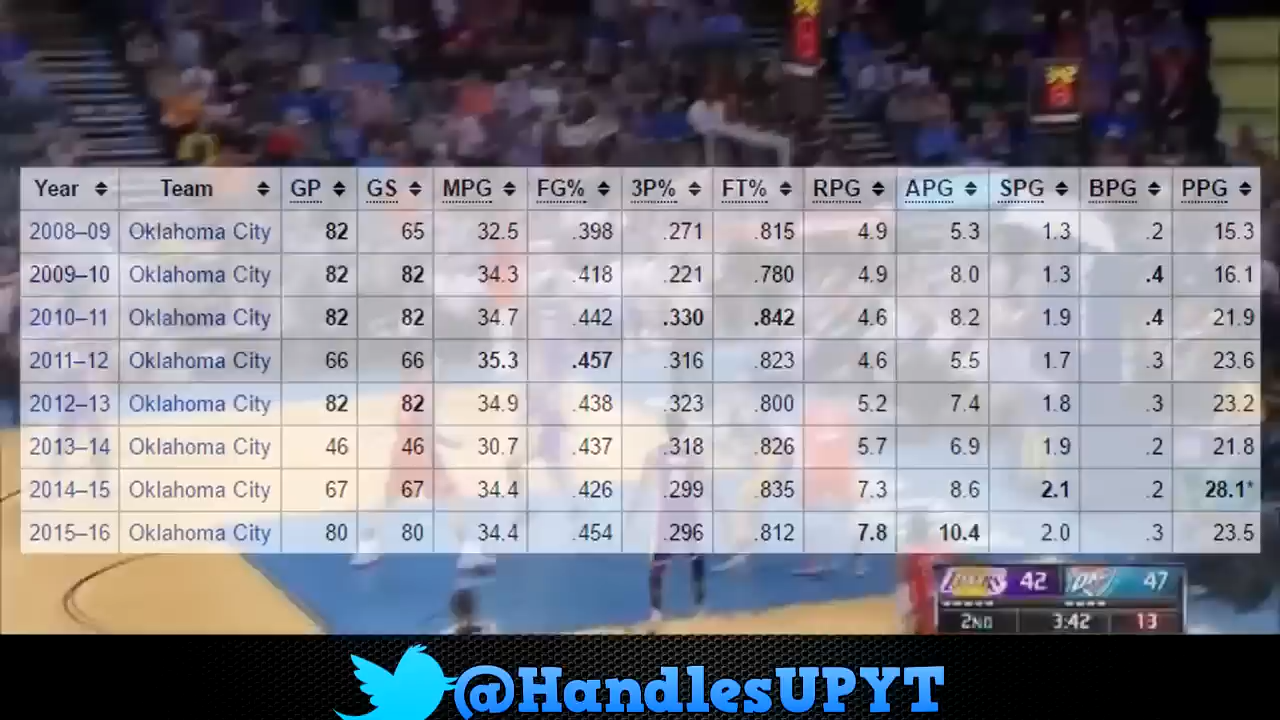 Year Team GP GS MPG FG% 3P% FT% RPG APG SPG BPG PPG
2008–09 Oklahoma City 82 65 32.5 .398 .271 .815 4.9 5.3 1.3 .2 15.3
2009–10 Oklahoma City 82 82 34.3 .418 .221 .780 4.9 8.0 1.3 .4 16.1
2010–11 Oklahoma City 82 82 34.7 .442 .330 .842 4.6 8.2 1.9 .4 21.9
2011–12 Oklahoma City 66 66 35.3 .457 .316 .823 4.6 5.5 1.7 .3 23.6
2012–13 Oklahoma City 82 82 34.9 .438 .323 .800 5.2 7.4 1.8 .3 23.2
2013–14 Oklahoma City 46 46 30.7 .437 .318 .826 5.7 6.9 1.9 .2 21.8
2014–15 Oklahoma City 67 67 34.4 .426 .299 .835 7.3 8.6 2.1 .2 28.1*
2015–16 Oklahoma City 80 80 34.4 .454 .296 .812 7.8 10.4 2.0 .3 23.5
42 47
2ND 3:42 13
@HandlesUPYT